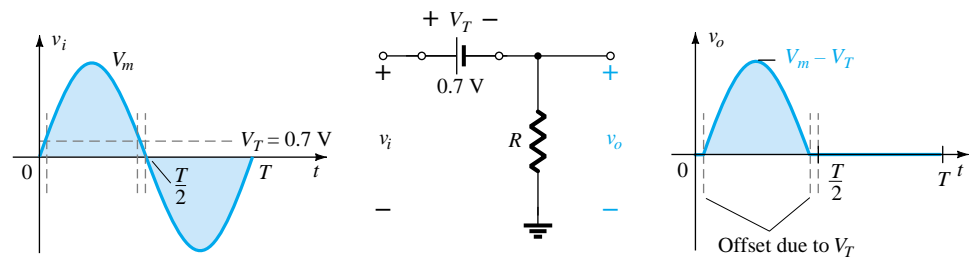 v_i
V_m
V_T = 0.7 V
0
T/2
T
t
+ V_T −
0.7 V
+
+
v_i
R
v_o
−
−
v_o
V_m − V_T
0
T/2
T
t
Offset due to V_T